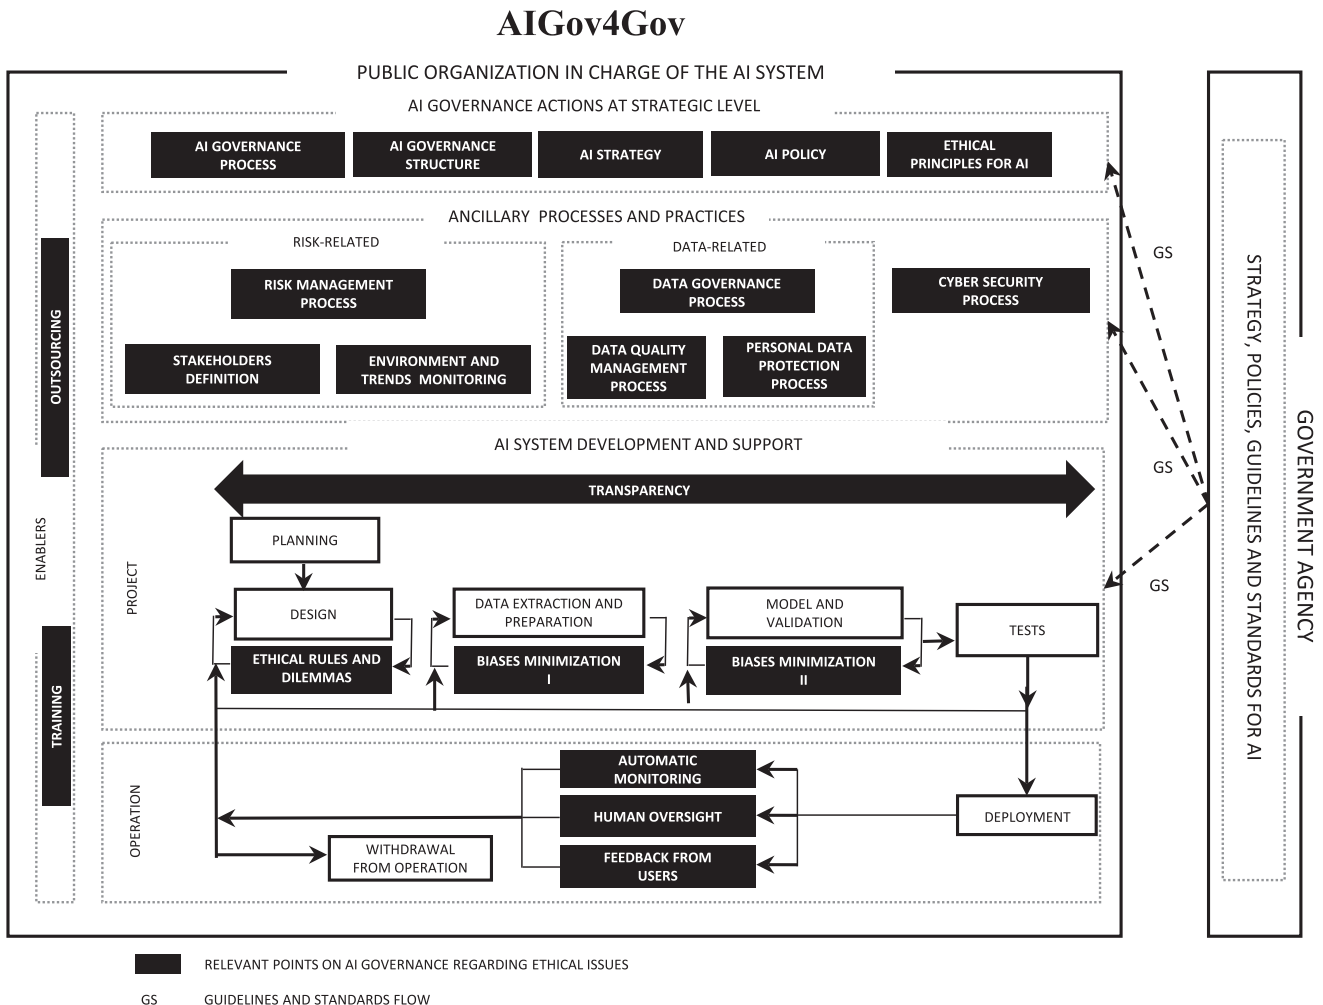 AIGov4Gov
PUBLIC ORGANIZATION IN CHARGE OF THE AI SYSTEM
AI GOVERNANCE ACTIONS AT STRATEGIC LEVEL
AI GOVERNANCE
PROCESS
AI GOVERNANCE
STRUCTURE
AI STRATEGY
AI POLICY
ETHICAL
PRINCIPLES FOR AI
ANCILLARY PROCESSES AND PRACTICES
RISK-RELATED
RISK MANAGEMENT
PROCESS
STAKEHOLDERS
DEFINITION
ENVIRONMENT AND
TRENDS MONITORING
DATA-RELATED
DATA GOVERNANCE
PROCESS
DATA QUALITY
MANAGEMENT
PROCESS
PERSONAL DATA
PROTECTION
PROCESS
CYBER SECURITY
PROCESS
OUTSOURCING
ENABLERS
TRAINING
AI SYSTEM DEVELOPMENT AND SUPPORT
TRANSPARENCY
PROJECT
PLANNING
DESIGN
ETHICAL RULES AND
DILEMMAS
DATA EXTRACTION AND
PREPARATION
BIASES MINIMIZATION
I
MODEL AND
VALIDATION
BIASES MINIMIZATION
II
TESTS
OPERATION
AUTOMATIC
MONITORING
HUMAN OVERSIGHT
FEEDBACK FROM
USERS
DEPLOYMENT
WITHDRAWAL
FROM OPERATION
GS
GS
GS
STRATEGY, POLICIES, GUIDELINES AND STANDARDS FOR AI
GOVERNMENT AGENCY
RELEVANT POINTS ON AI GOVERNANCE REGARDING ETHICAL ISSUES
GS GUIDELINES AND STANDARDS FLOW